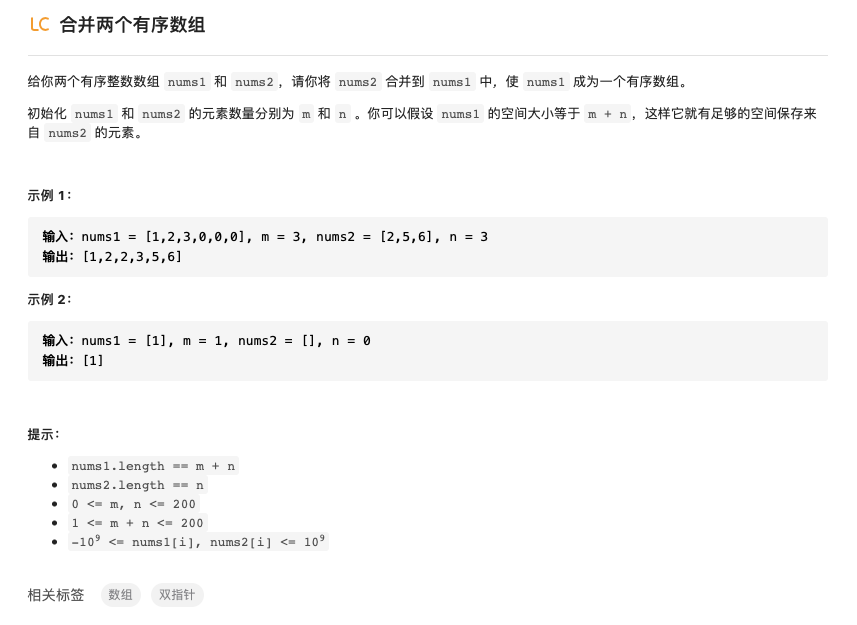 LC 合并两个有序数组
给你两个有序整数数组 nums1 和 nums2，请你将 nums2 合并到 nums1 中，使 nums1 成为一个有序数组。
初始化 nums1 和 nums2 的元素数量分别为 m 和 n 。你可以假设 nums1 的空间大小等于 m + n，这样它就有足够的空间保存来
自 nums2 的元素。
示例 1：
输入：nums1 = [1,2,3,0,0,0], m = 3, nums2 = [2,5,6], n = 3
输出：[1,2,2,3,5,6]
示例 2：
输入：nums1 = [1], m = 1, nums2 = [], n = 0
输出：[1]
提示：
• nums1.length == m + n
• nums2.length == n
• 0 <= m, n <= 200
• 1 <= m + n <= 200
• -10⁹ <= nums1[i], nums2[i] <= 10⁹
相关标签 数组 双指针